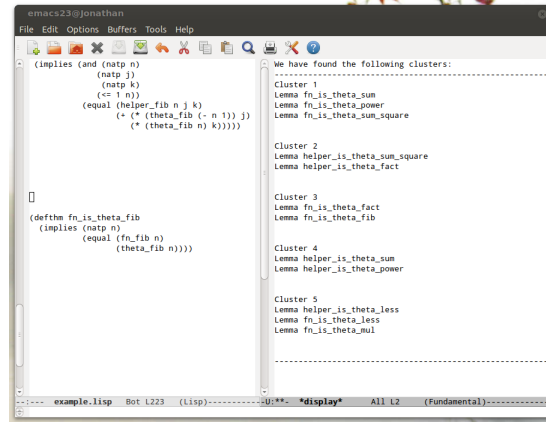 emacs23@Jonathan
File Edit Options Buffers Tools Help
(implies (and (natp n)
(natp j)
(natp k)
(<= 1 n))
(equal (helper_fib n j k)
(+ (* (theta_fib (- n 1)) j)
(* (theta_fib n) k)))))
(defthm fn_is_theta_fib
(implies (natp n)
(equal (fn_fib n)
(theta_fib n))))
--:--- example.lisp Bot L223 (Lisp)-----------
We have found the following clusters:
-------------------------------------------------------
Cluster 1
Lemma fn_is_theta_sum
Lemma fn_is_theta_power
Lemma fn_is_theta_sum_square
Cluster 2
Lemma helper_is_theta_sum_square
Lemma helper_is_theta_fact
Cluster 3
Lemma fn_is_theta_fact
Lemma fn_is_theta_fib
Cluster 4
Lemma helper_is_theta_sum
Lemma helper_is_theta_power
Cluster 5
Lemma helper_is_theta_less
Lemma fn_is_theta_less
Lemma fn_is_theta_mul
-------------------------------------------------------
-U:**- *display* All L2 (Fundamental)------------